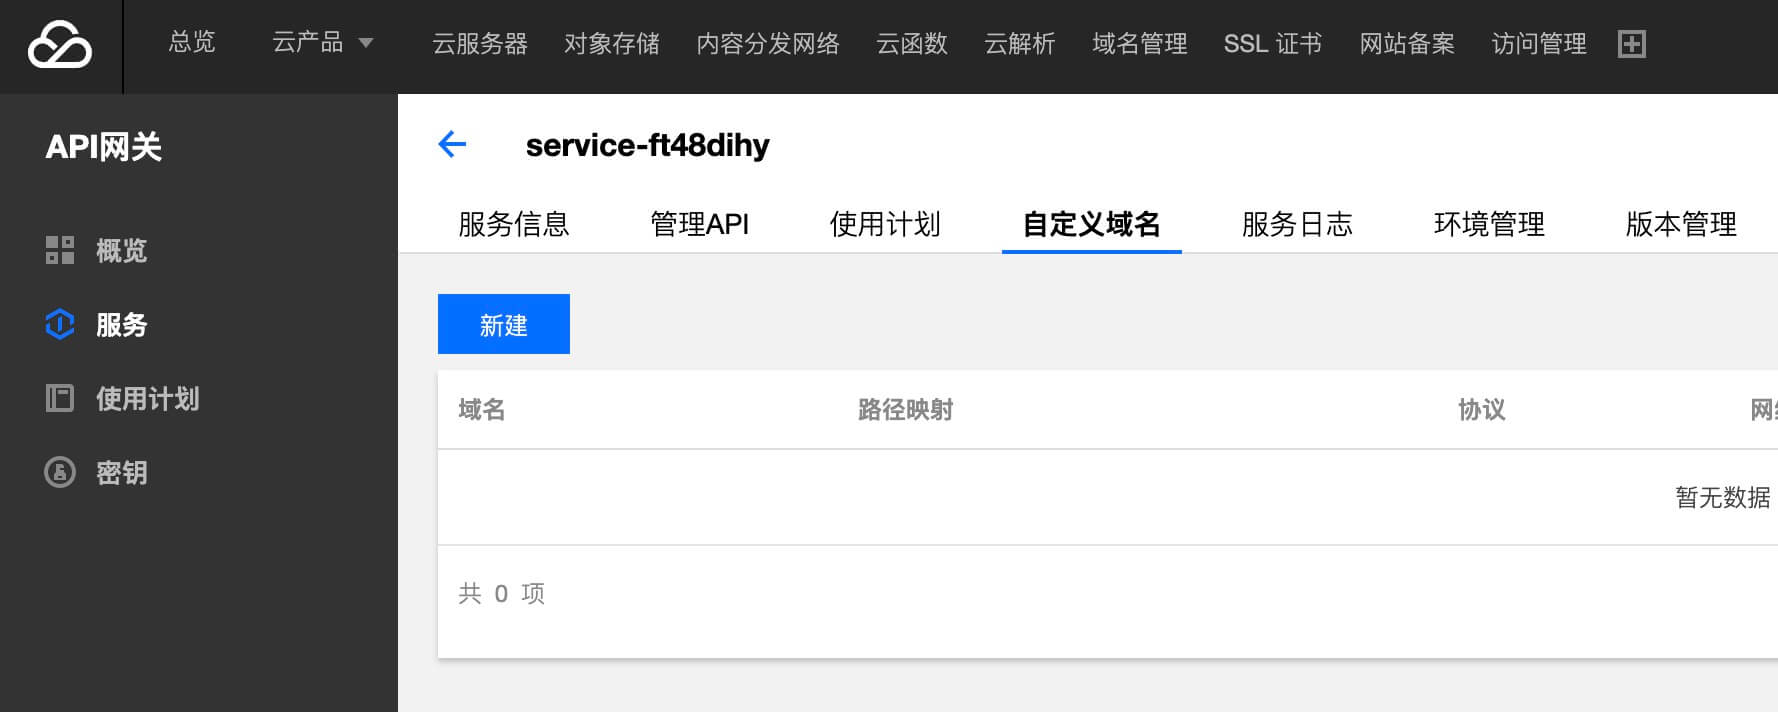 总览 云产品 云服务器 对象存储 内容分发网络 云函数 云解析 域名管理 SSL 证书 网站备案 访问管理
API网关
概览
服务
使用计划
密钥
service-ft48dihy
服务信息 管理API 使用计划 自定义域名 服务日志 环境管理 版本管理
新建
域名 路径映射 协议
暂无数据
共 0 项